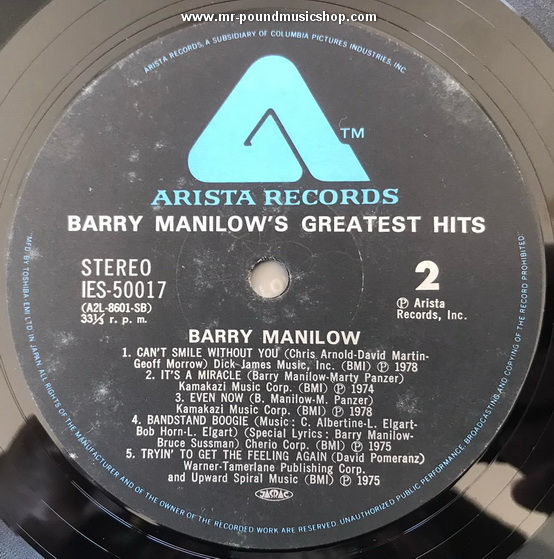 www.mr-poundmusicshop.com
ARISTA RECORDS, A SUBSIDIARY OF COLUMBIA PICTURES INDUSTRIES, INC.
TM
ARISTA RECORDS
BARRY MANILOW'S GREATEST HITS
STEREO
IES-50017
(A2L-8601-SB)
33⅓ r. p. m.
2
Ⓟ Arista
Records, Inc.
BARRY MANILOW
1. CAN'T SMILE WITHOUT YOU (Chris Arnold-David Martin-
Geoff Morrow) Dick-James Music, Inc. (BMI) Ⓟ 1978
2. IT'S A MIRACLE (Barry Manilow-Marty Panzer)
Kamakazi Music Corp. (BMI) Ⓟ 1974
3. EVEN NOW (B. Manilow-M. Panzer)
Kamakazi Music Corp. (BMI) Ⓟ 1978
4. BANDSTAND BOOGIE (Music : C. Albertine-L. Elgart-
Bob Horn-L. Elgart) (Special Lyrics : Barry Manilow-
Bruce Sussman) Cherio Corp. (BMI) Ⓟ 1975
5. TRYIN' TO GET THE FEELING AGAIN (David Pomeranz)
Warner-Tamerlane Publishing Corp.
and Upward Spiral Music (BMI) Ⓟ 1975
JASRAC
MFD. BY TOSHIBA-EMI LTD. IN JAPAN. ALL RIGHTS OF THE MANUFACTURER AND OF THE OWNER OF THE RECORDED WORK ARE RESERVED. UNAUTHORIZED PUBLIC PERFORMANCE, BROADCASTING AND COPYING OF THE RECORD PROHIBITED.